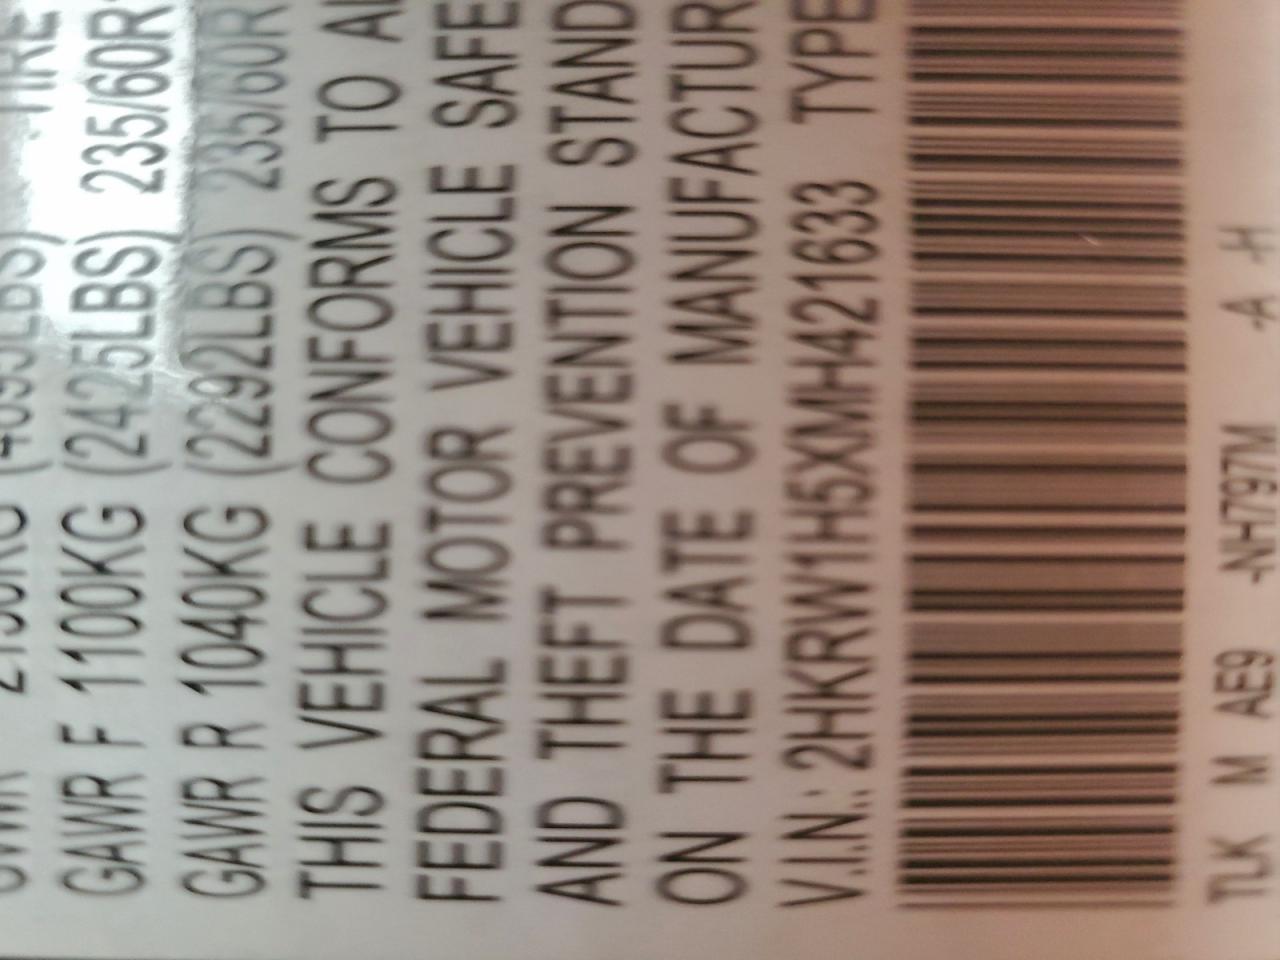 GAWR F 1100KG (2425LBS) 235/60R
GAWR R 1040KG (2292LBS) 235/60R
THIS VEHICLE CONFORMS TO
FEDERAL MOTOR VEHICLE SAFE
AND THEFT PREVENTION STAND
ON THE DATE OF MANUFACTUR
V.I.N.: 2HKRW1H5XMH421633 TYPE
TLK M AE9 -NH797M -A -H